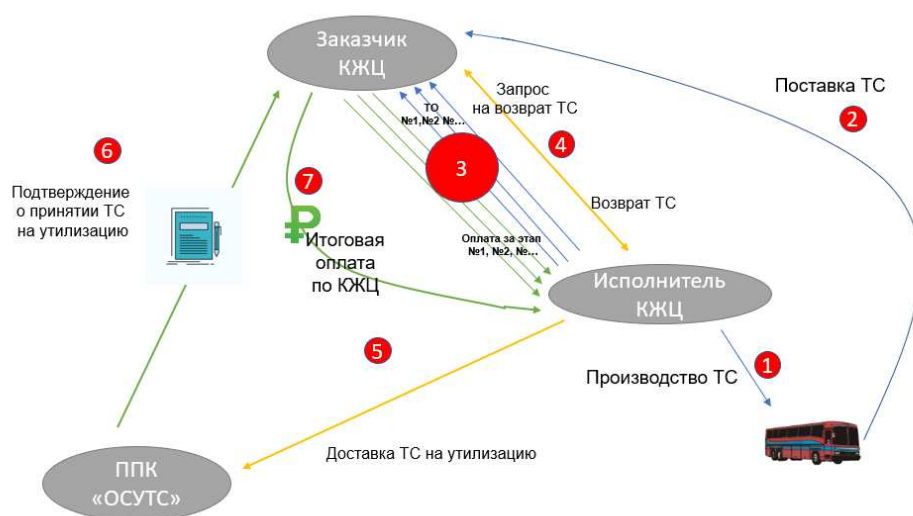 Заказчик
КЖЦ
Поставка ТС
2
Запрос
на возврат ТС
ТО
№1,№2 №...
4
3
6
Подтверждение
о принятии ТС
на утилизацию
7
₽
Итоговая
оплата
по КЖЦ
Возврат ТС
Оплата за этап
№1, №2, №...
Исполнитель
КЖЦ
5
1
Производство ТС
Доставка ТС на утилизацию
ППК
«ОСУТС»